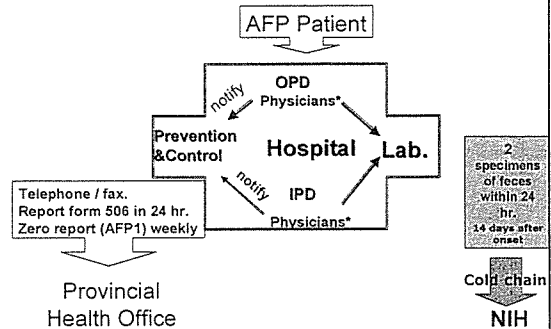 AFP Patient
OPD
notify
Physicians*
Prevention
&Control
Hospital
Lab.
notify
IPD
Physicians*
Telephone / fax.
Report form 506 in 24 hr.
Zero report (AFP1) weekly
Provincial
Health Office
2
specimens
of feces
within 24
hr.
14 days after
onset
Cold chain
NIH